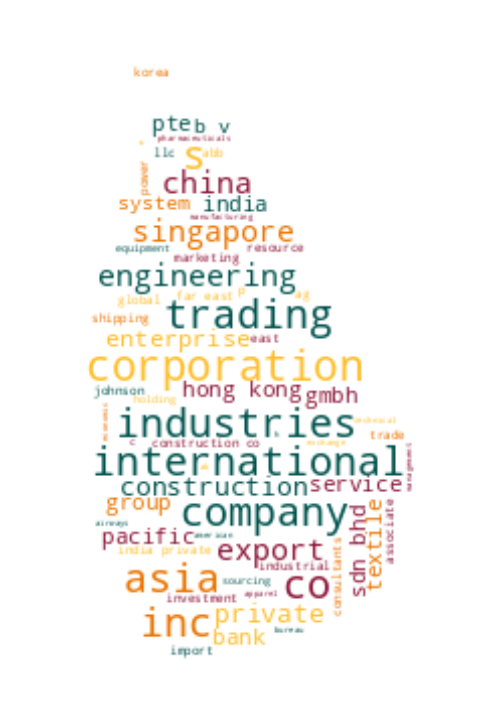 korea
pte b v
pharmaceuticals
llc s abb
power
china
system india
manufacturing
singapore
equipment resource
marketing
engineering
global far east p ag
shipping trading
enterprise east
corporation
johnson hong kong gmbh
holding
industries technical
economic trade
c construction co exchange
international management
construction service
group company
airways
pacific american
india private export
sdn bhd textile associate
industrial
asia sourcing co consultants
investment apparel
inc private
bank bureau
import